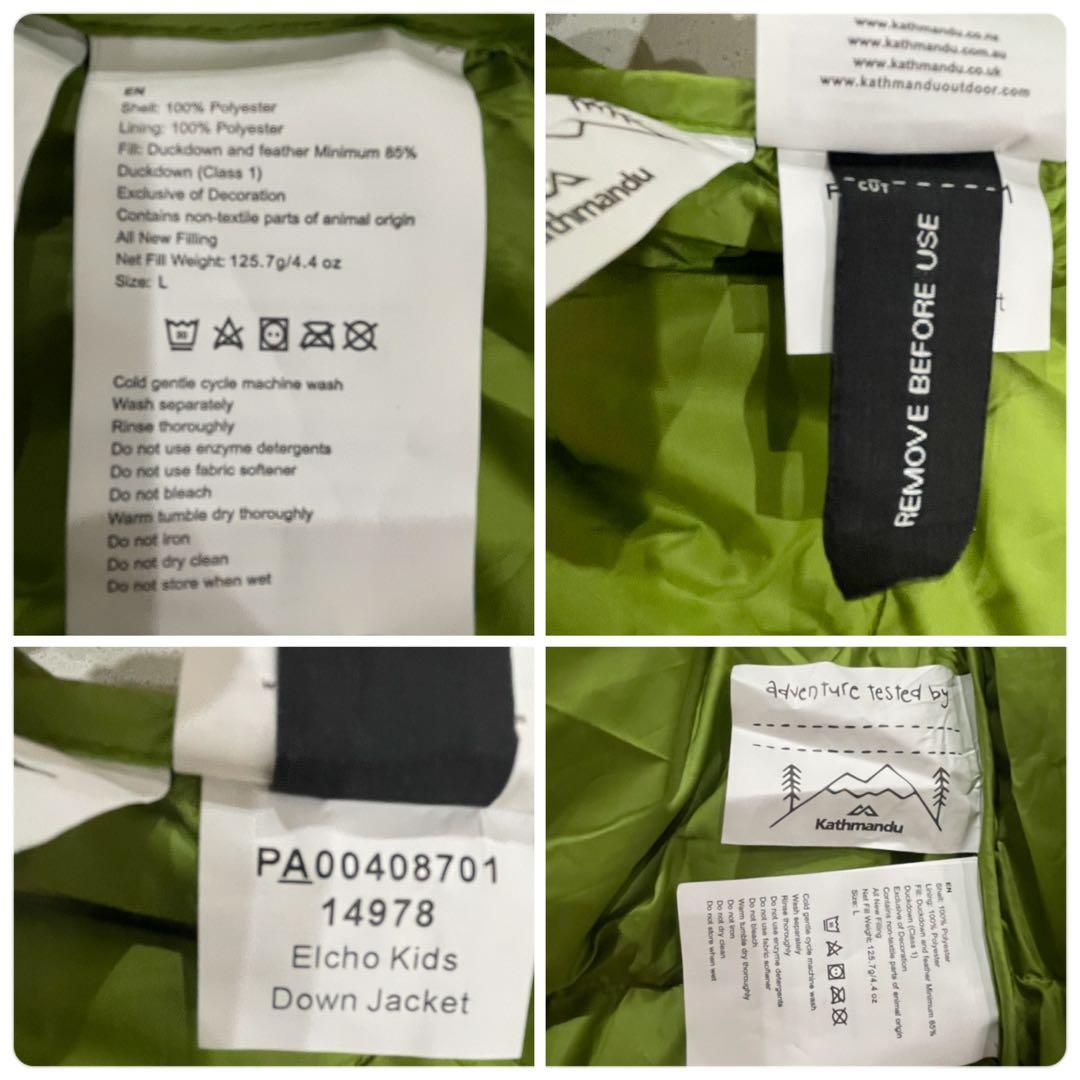 EN
Shell: 100% Polyester
Lining: 100% Polyester
Fill: Duckdown and feather Minimum 85%
Duckdown (Class 1)
Exclusive of Decoration
Contains non-textile parts of animal origin
All New Filling
Net Fill Weight: 125.7g/4.4 oz
Size: L
Cold gentle cycle machine wash
Wash separately
Rinse thoroughly
Do not use enzyme detergents
Do not use fabric softener
Do not bleach
Warm tumble dry thoroughly
Do not iron
Do not dry clean
Do not store when wet
www.kathmandu.co.nz
www.kathmandu.com.au
www.kathmandu.co.uk
www.kathmanduoutdoor.com
thmandu
CUT
REMOVE BEFORE USE
PA00408701
14978
Elcho Kids
Down Jacket
adventure tested by
Kathmandu
EN
Shell: 100% Polyester
Lining: 100% Polyester
Fill: Duckdown and feather Minimum 85%
Duckdown (Class 1)
Exclusive of Decoration
Contains non-textile parts of animal origin
All New Filling
Net Fill Weight: 125.7g/4.4 oz
Size: L
Cold gentle cycle machine wash
Wash separately
Rinse thoroughly
Do not use enzyme detergents
Do not use fabric softener
Do not bleach
Warm tumble dry thoroughly
Do not iron
Do not dry clean
Do not store when wet